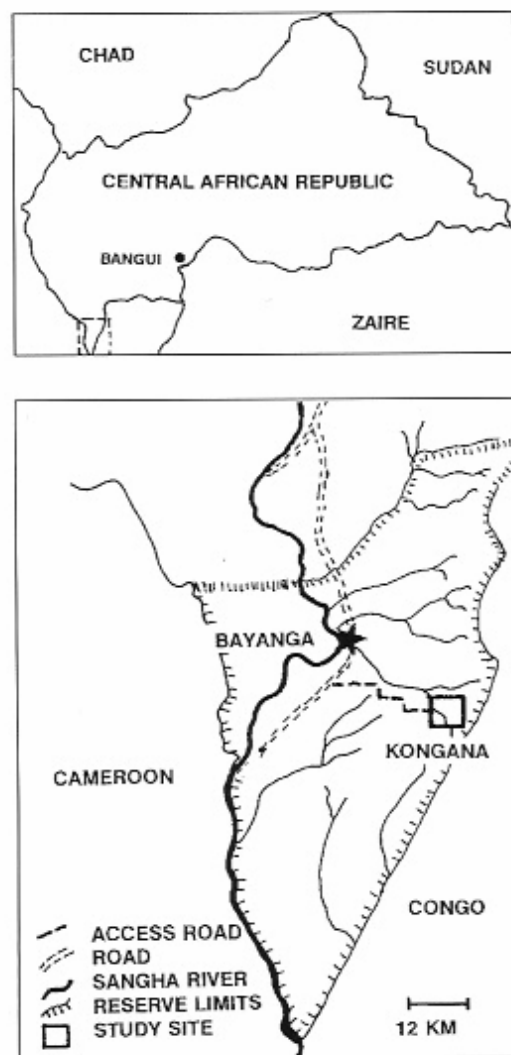 CHAD
SUDAN
CENTRAL AFRICAN REPUBLIC
BANGUI
ZAIRE
BAYANGA
KONGANA
CAMEROON
CONGO
ACCESS ROAD
ROAD
SANGHA RIVER
RESERVE LIMITS
STUDY SITE
12 KM